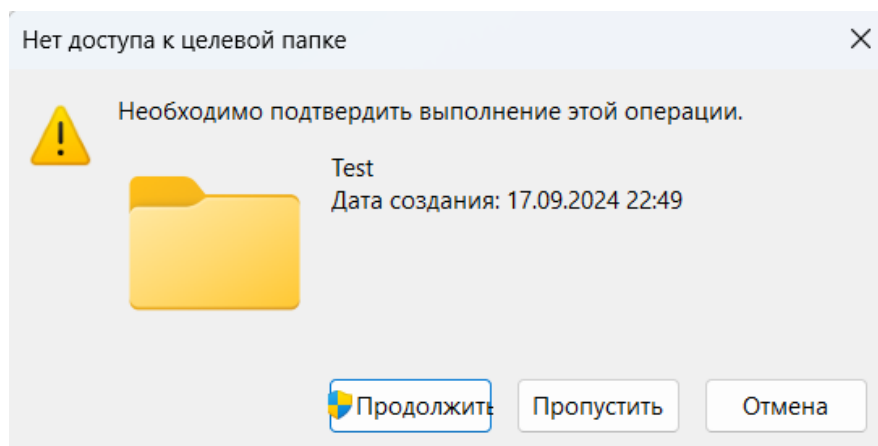 Нет доступа к целевой папке
Необходимо подтвердить выполнение этой операции.
Test
Дата создания: 17.09.2024 22:49
Продолжить Пропустить Отмена